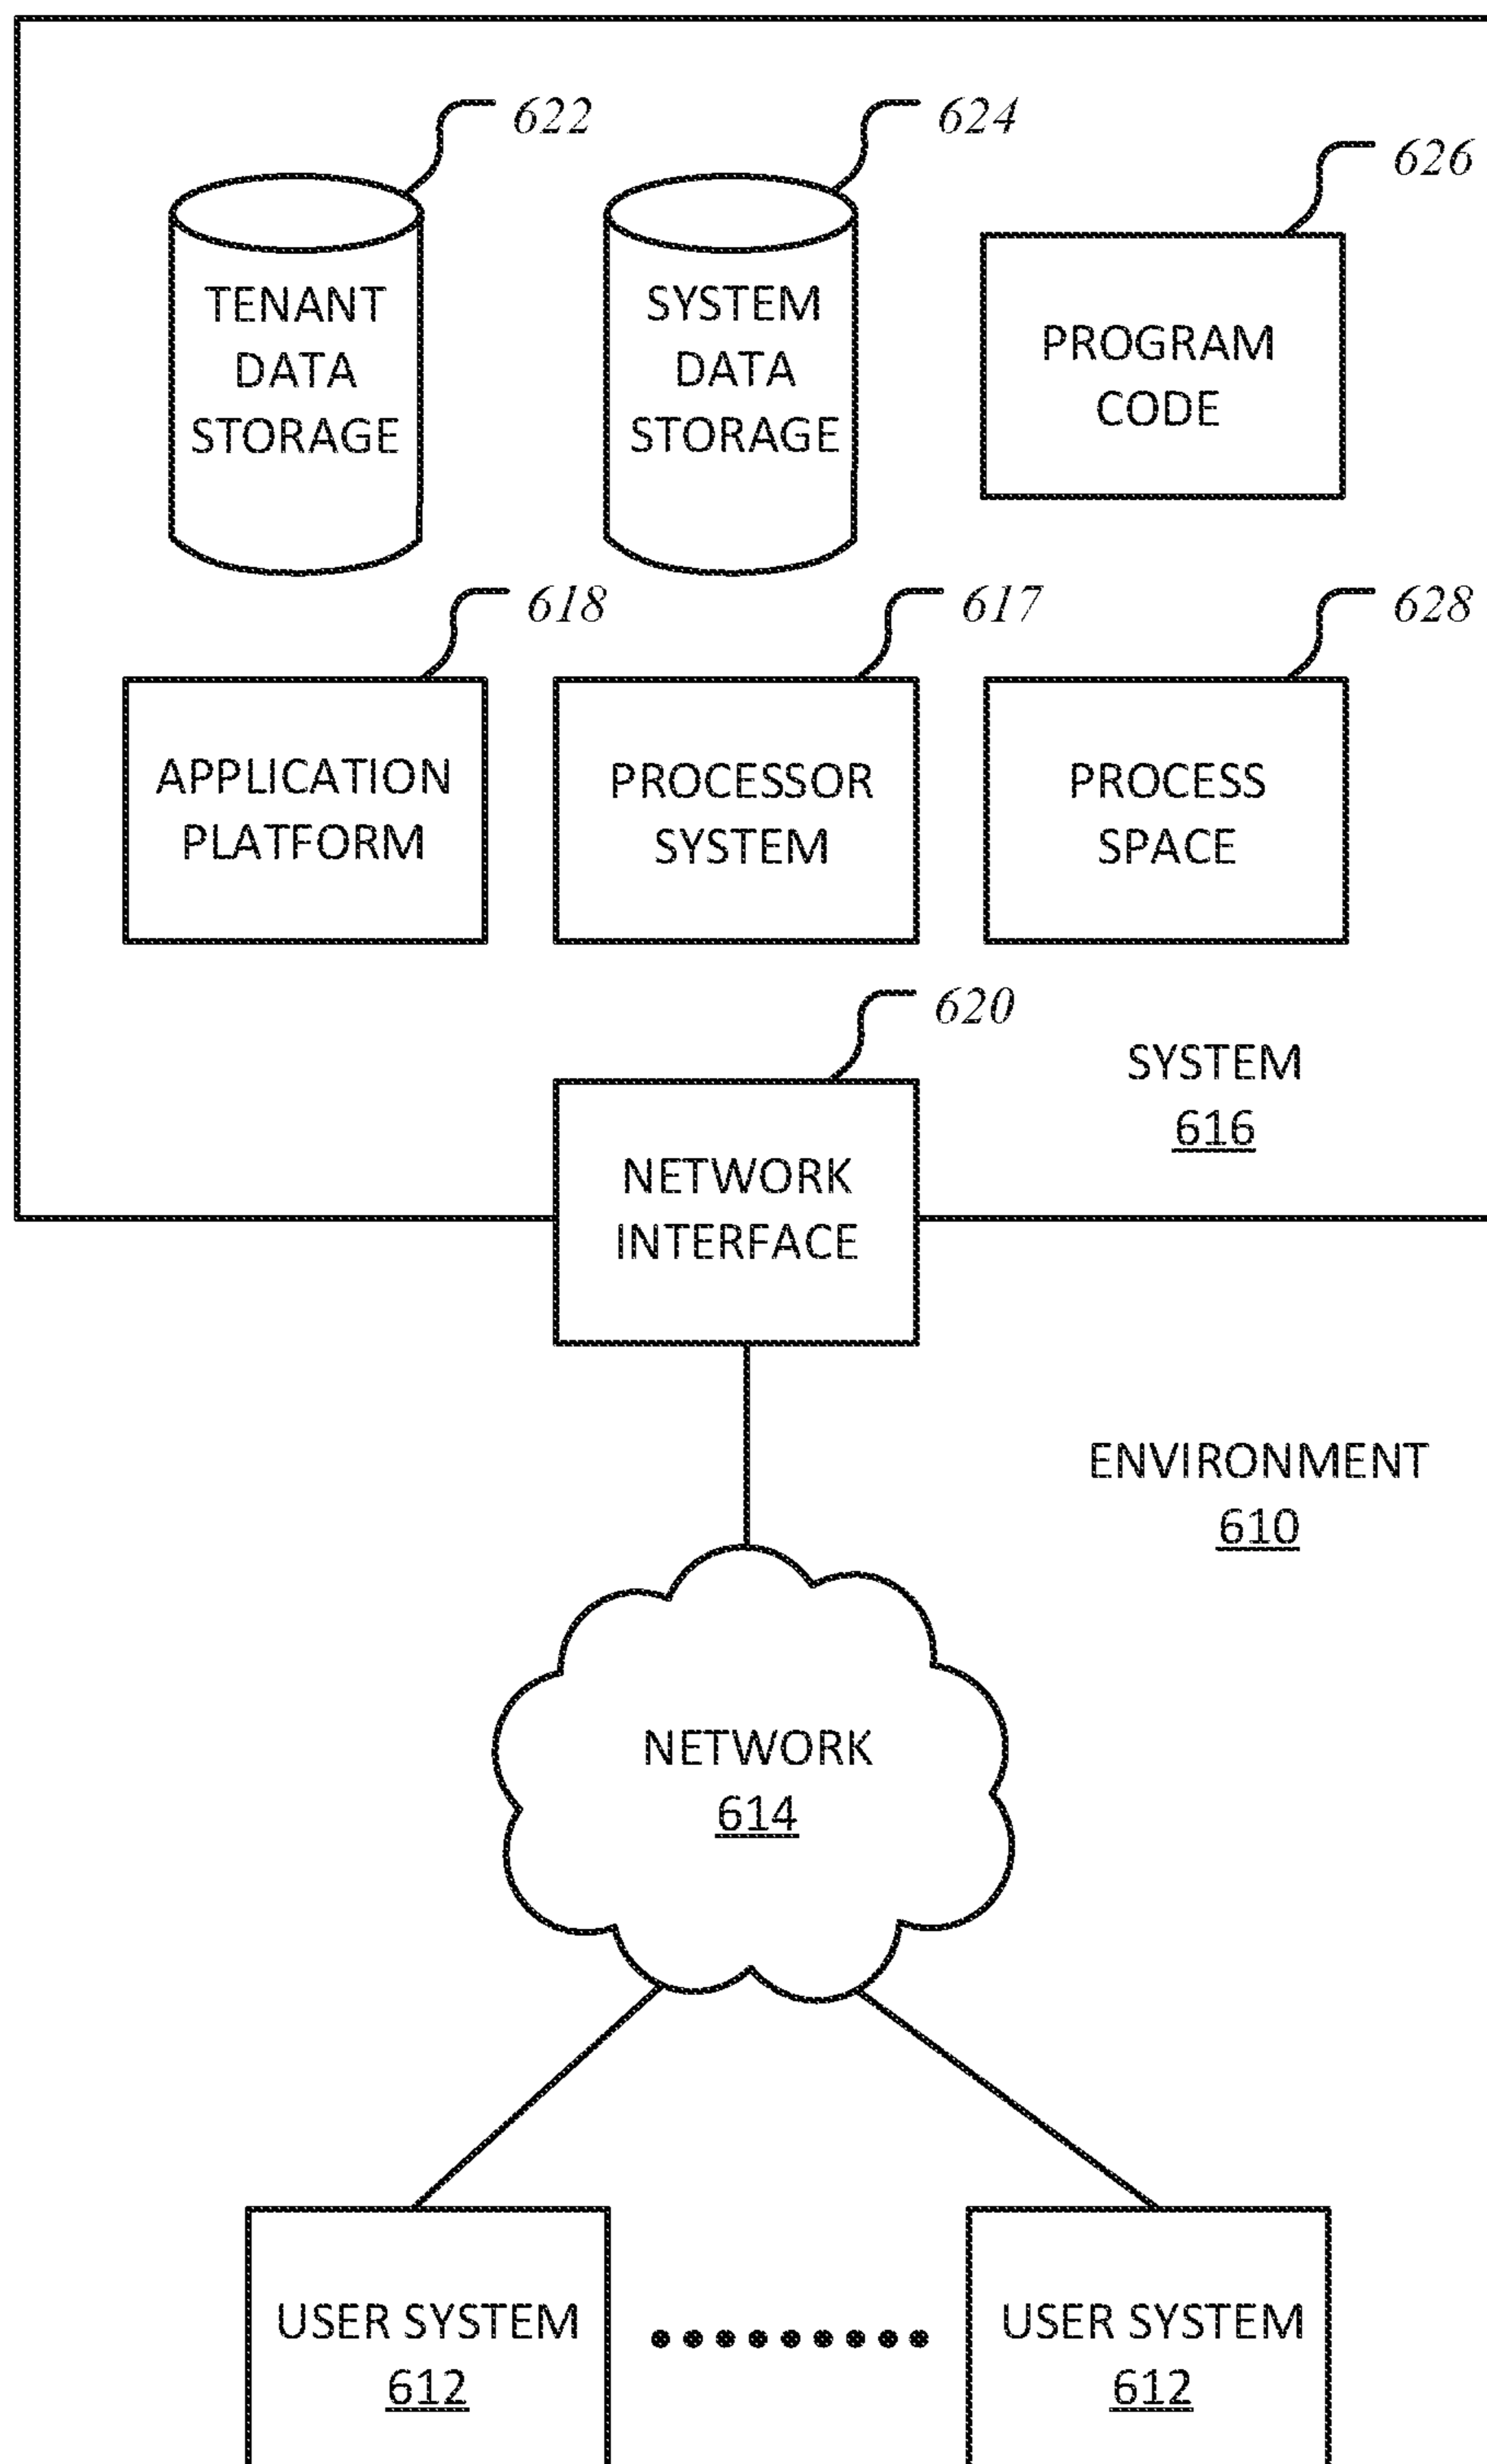 622
624
626
TENANT
DATA
STORAGE
SYSTEM
DATA
STORAGE
PROGRAM
CODE
618
617
628
APPLICATION
PLATFORM
PROCESSOR
SYSTEM
PROCESS
SPACE
620
SYSTEM
616
NETWORK
INTERFACE
ENVIRONMENT
610
NETWORK
614
USER SYSTEM
612
USER SYSTEM
612